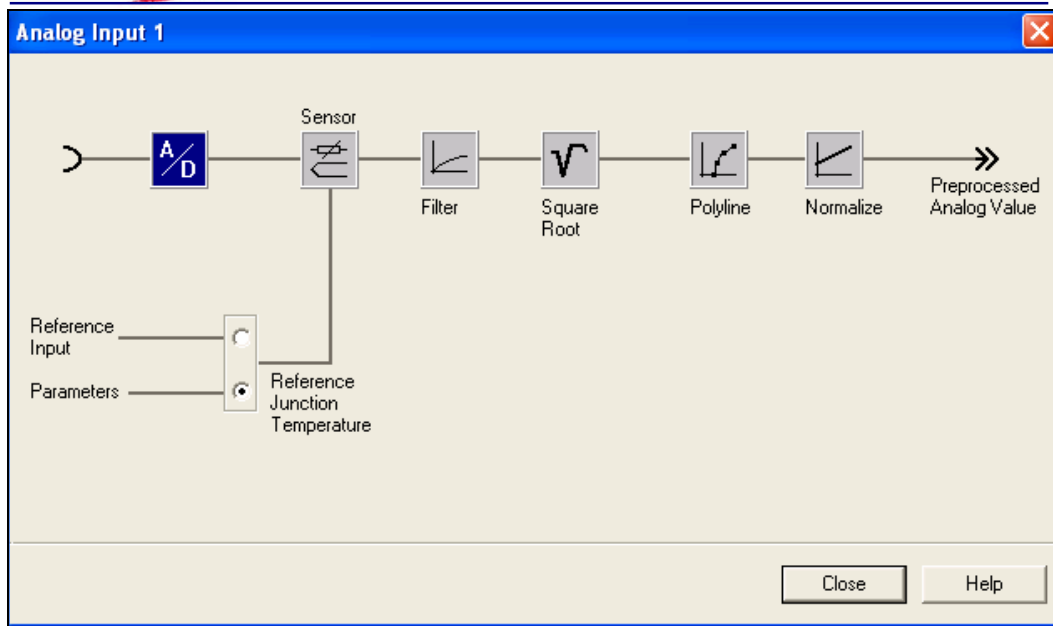 Analog Input 1
Sensor
A/D
Filter
Square
Root
Polyline
Normalize
Preprocessed
Analog Value
Reference
Input
Parameters
Reference
Junction
Temperature
Close
Help